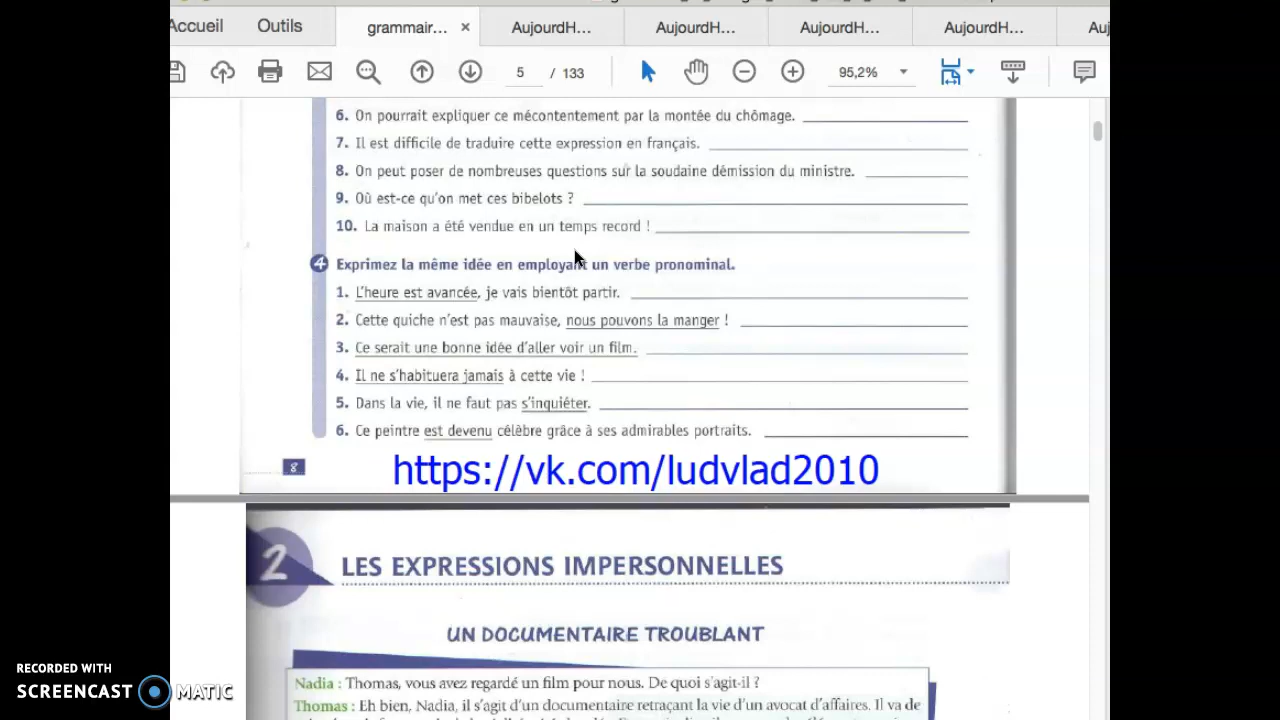 Accueil Outils grammair... × AujourdH... AujourdH... AujourdH... AujourdH...
5 / 133 95,2%
6. On pourrait expliquer ce mécontentement par la montée du chômage.
7. Il est difficile de traduire cette expression en français.
8. On peut poser de nombreuses questions sur la soudaine démission du ministre.
9. Où est-ce qu'on met ces bibelots ?
10. La maison a été vendue en un temps record !
4 Exprimez la même idée en employant un verbe pronominal.
1. L'heure est avancée, je vais bientôt partir.
2. Cette quiche n'est pas mauvaise, nous pouvons la manger !
3. Ce serait une bonne idée d'aller voir un film.
4. Il ne s'habituera jamais à cette vie !
5. Dans la vie, il ne faut pas s'inquiéter.
6. Ce peintre est devenu célèbre grâce à ses admirables portraits.
8
https://vk.com/ludvlad2010
2 LES EXPRESSIONS IMPERSONNELLES
UN DOCUMENTAIRE TROUBLANT
Nadia : Thomas, vous avez regardé un film pour nous. De quoi s'agit-il ?
Thomas : Eh bien, Nadia, il s'agit d'un documentaire retraçant la vie d'un avocat d'affaires. Il va de
RECORDED WITH
SCREENCAST MATIC